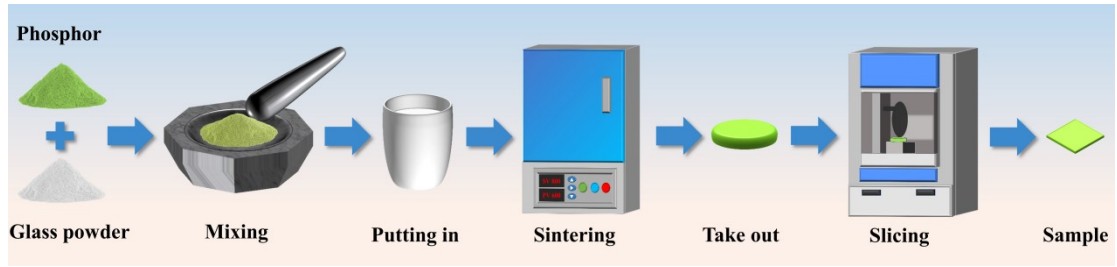 Phosphor
Glass powder
Mixing
Putting in
Sintering
Take out
Slicing
Sample